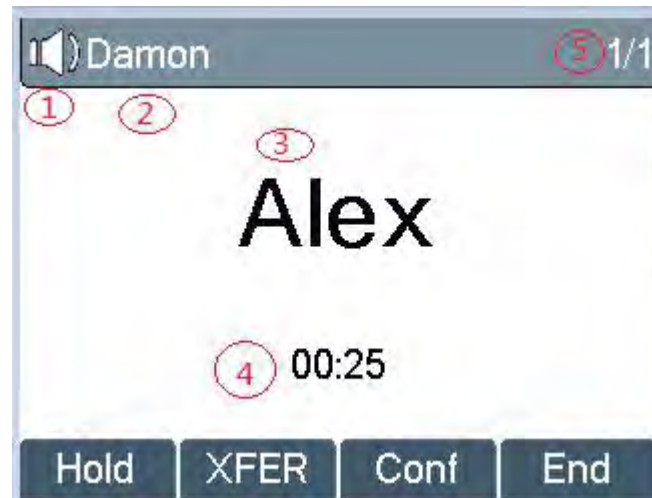 Damon ⑤ 1/1
① ②
③
Alex
④ 00:25
Hold XFER Conf End